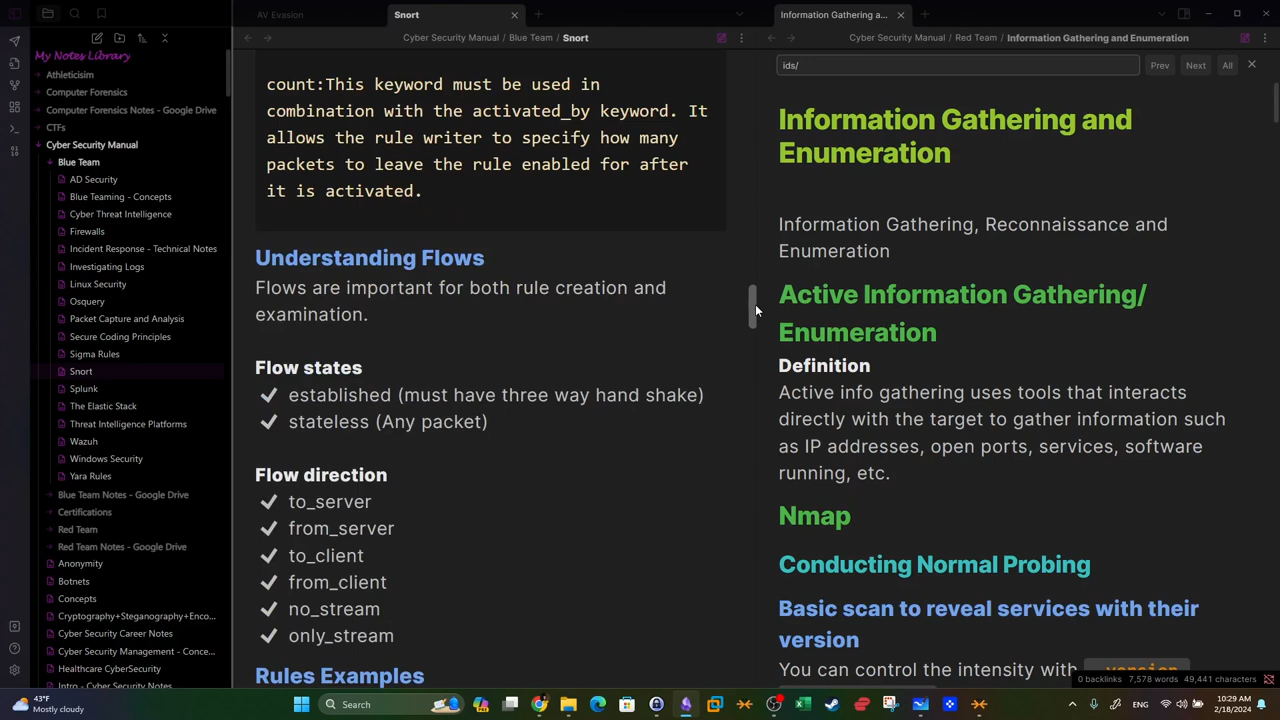 AV Evasion
Snort
Information Gathering a...
Cyber Security Manual / Blue Team / Snort
Cyber Security Manual / Red Team / Information Gathering and Enumeration
My Notes Library
Athleticisim
Computer Forensics
Computer Forensics Notes - Google Drive
CTFs
Cyber Security Manual
Blue Team
AD Security
Blue Teaming - Concepts
Cyber Threat Intelligence
Firewalls
Incident Response - Technical Notes
Investigating Logs
Linux Security
Osquery
Packet Capture and Analysis
Secure Coding Principles
Sigma Rules
Snort
Splunk
The Elastic Stack
Threat Intelligence Platforms
Wazuh
Windows Security
Yara Rules
Blue Team Notes - Google Drive
Certifications
Red Team
Red Team Notes - Google Drive
Anonymity
Botnets
Concepts
Cryptography+Steganography+Enco...
Cyber Security Career Notes
Cyber Security Management - Conce...
Healthcare CyberSecurity
Intro - Cyber Security Notes
count:This keyword must be used in
combination with the activated_by keyword. It
allows the rule writer to specify how many
packets to leave the rule enabled for after
it is activated.
Understanding Flows
Flows are important for both rule creation and
examination.
Flow states
established (must have three way hand shake)
stateless (Any packet)
Flow direction
to_server
from_server
to_client
from_client
no_stream
only_stream
Rules Examples
ids/
Prev
Next
All
Information Gathering and
Enumeration
Information Gathering, Reconnaissance and
Enumeration
Active Information Gathering/
Enumeration
Definition
Active info gathering uses tools that interacts
directly with the target to gather information such
as IP addresses, open ports, services, software
running, etc.
Nmap
Conducting Normal Probing
Basic scan to reveal services with their
version
You can control the intensity with
0 backlinks 7,578 words 49,441 characters
43°F
Mostly cloudy
Search
ENG
10:29 AM
2/18/2024